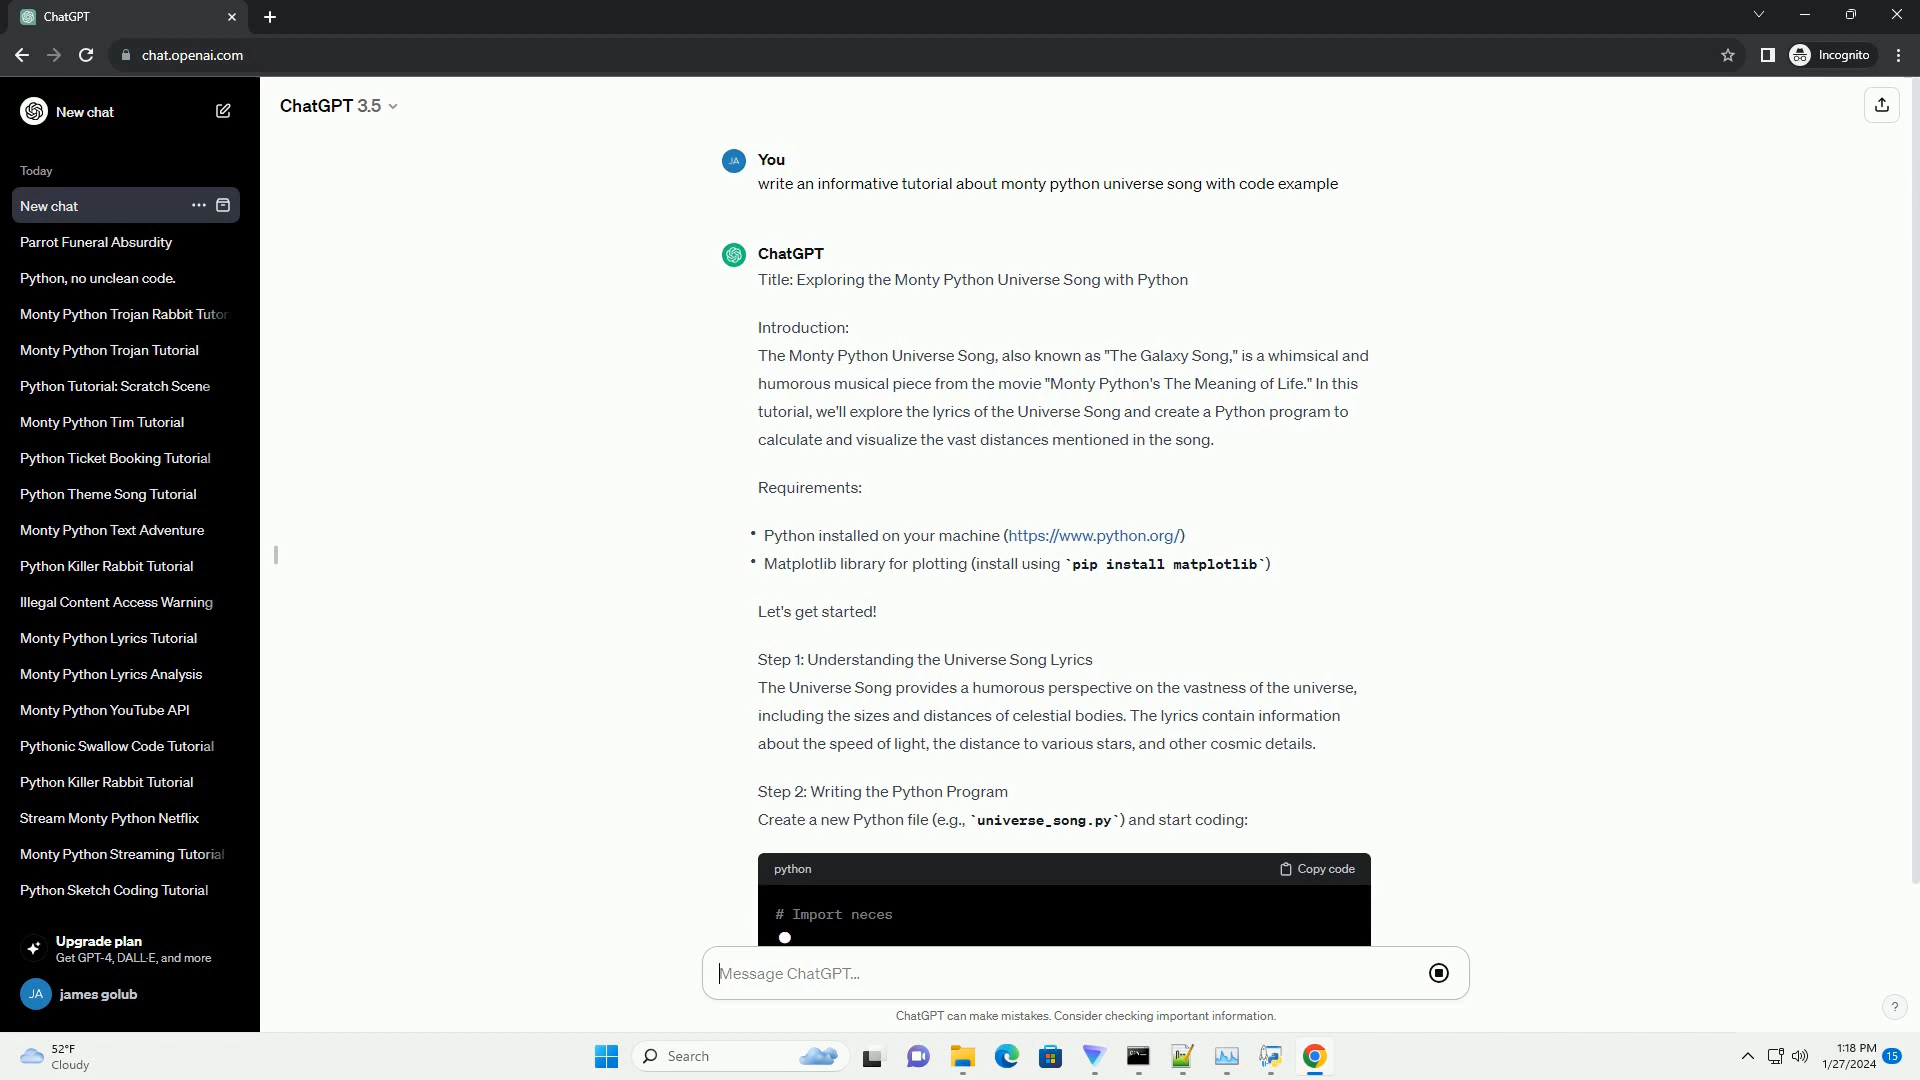 ChatGPT
chat.openai.com
Incognito
New chat
Today
New chat
Parrot Funeral Absurdity
Python, no unclean code.
Monty Python Trojan Rabbit Tutor
Monty Python Trojan Tutorial
Python Tutorial: Scratch Scene
Monty Python Tim Tutorial
Python Ticket Booking Tutorial
Python Theme Song Tutorial
Monty Python Text Adventure
Python Killer Rabbit Tutorial
Illegal Content Access Warning
Monty Python Lyrics Tutorial
Monty Python Lyrics Analysis
Monty Python YouTube API
Pythonic Swallow Code Tutorial
Python Killer Rabbit Tutorial
Stream Monty Python Netflix
Monty Python Streaming Tutorial
Python Sketch Coding Tutorial
Upgrade plan
Get GPT-4, DALL·E, and more
JA james golub
ChatGPT 3.5
JA You
write an informative tutorial about monty python universe song with code example
ChatGPT
Title: Exploring the Monty Python Universe Song with Python
Introduction:
The Monty Python Universe Song, also known as "The Galaxy Song," is a whimsical and
humorous musical piece from the movie "Monty Python's The Meaning of Life." In this
tutorial, we'll explore the lyrics of the Universe Song and create a Python program to
calculate and visualize the vast distances mentioned in the song.
Requirements:
• Python installed on your machine (https://www.python.org/)
• Matplotlib library for plotting (install using `pip install matplotlib`)
Let's get started!
Step 1: Understanding the Universe Song Lyrics
The Universe Song provides a humorous perspective on the vastness of the universe,
including the sizes and distances of celestial bodies. The lyrics contain information
about the speed of light, the distance to various stars, and other cosmic details.
Step 2: Writing the Python Program
Create a new Python file (e.g., `universe_song.py`) and start coding:
python Copy code
# Import neces
Message ChatGPT...
ChatGPT can make mistakes. Consider checking important information.
?
52°F
Cloudy
Search
1:18 PM
1/27/2024
15